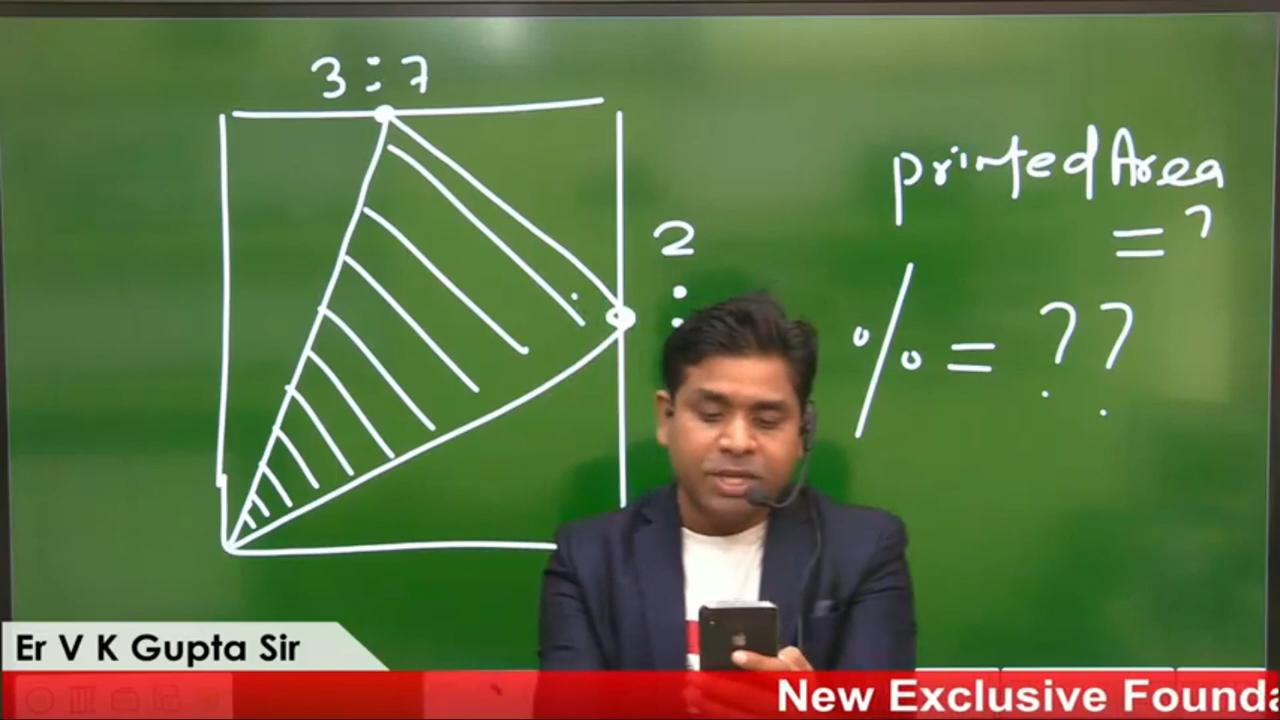 3:7
2
:
printed Area
= ?
% = ??
Er V K Gupta Sir
New Exclusive Founda